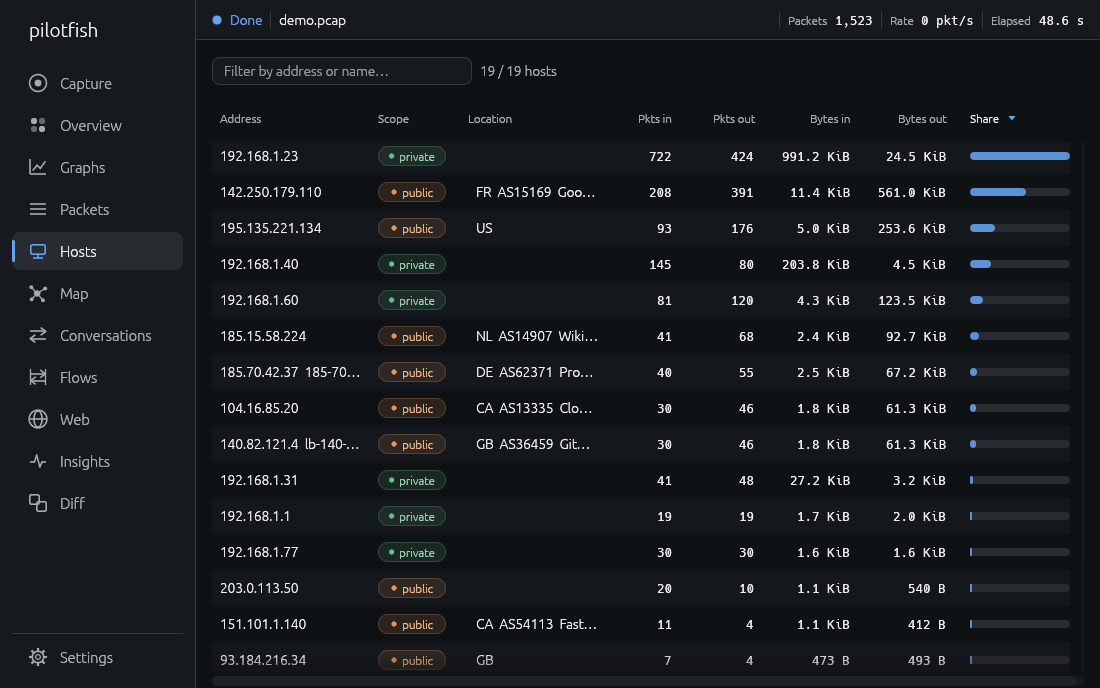 pilotfish
Done demo.pcap Packets 1,523 Rate 0 pkt/s Elapsed 48.6 s
Capture
Overview
Graphs
Packets
Hosts
Map
Conversations
Flows
Web
Insights
Diff
Settings
Filter by address or name… 19 / 19 hosts
Address Scope Location Pkts in Pkts out Bytes in Bytes out Share
192.168.1.23 private 722 424 991.2 KiB 24.5 KiB
142.250.179.110 public FR AS15169 Goo… 208 391 11.4 KiB 561.0 KiB
195.135.221.134 public US 93 176 5.0 KiB 253.6 KiB
192.168.1.40 private 145 80 203.8 KiB 4.5 KiB
192.168.1.60 private 81 120 4.3 KiB 123.5 KiB
185.15.58.224 public NL AS14907 Wiki… 41 68 2.4 KiB 92.7 KiB
185.70.42.37 185-70… public DE AS62371 Pro… 40 55 2.5 KiB 67.2 KiB
104.16.85.20 public CA AS13335 Clo… 30 46 1.8 KiB 61.3 KiB
140.82.121.4 lb-140-… public GB AS36459 Git… 30 46 1.8 KiB 61.3 KiB
192.168.1.31 private 41 48 27.2 KiB 3.2 KiB
192.168.1.1 private 19 19 1.7 KiB 2.0 KiB
192.168.1.77 private 30 30 1.6 KiB 1.6 KiB
203.0.113.50 public 20 10 1.1 KiB 540 B
151.101.1.140 public CA AS54113 Fast… 11 4 1.1 KiB 412 B
93.184.216.34 public GB 7 4 473 B 493 B